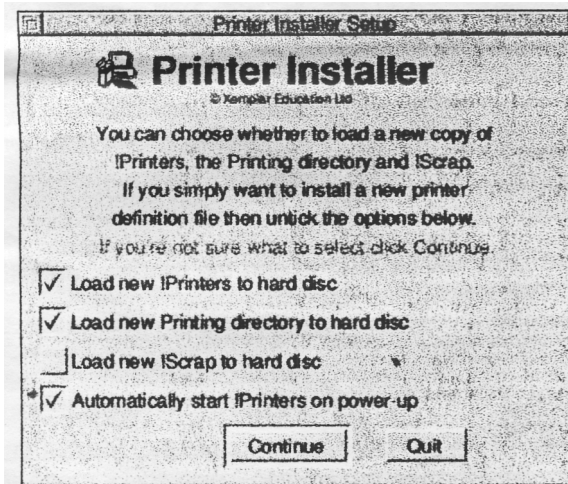 Printer Installer Setup
Printer Installer
© Xemplar Education Ltd
You can choose whether to load a new copy of
!Printers, the Printing directory and !Scrap.
If you simply want to install a new printer
definition file then untick the options below.
If you're not sure what to select click Continue.
Load new !Printers to hard disc
Load new Printing directory to hard disc
Load new !Scrap to hard disc
Automatically start !Printers on power-up
Continue
Quit